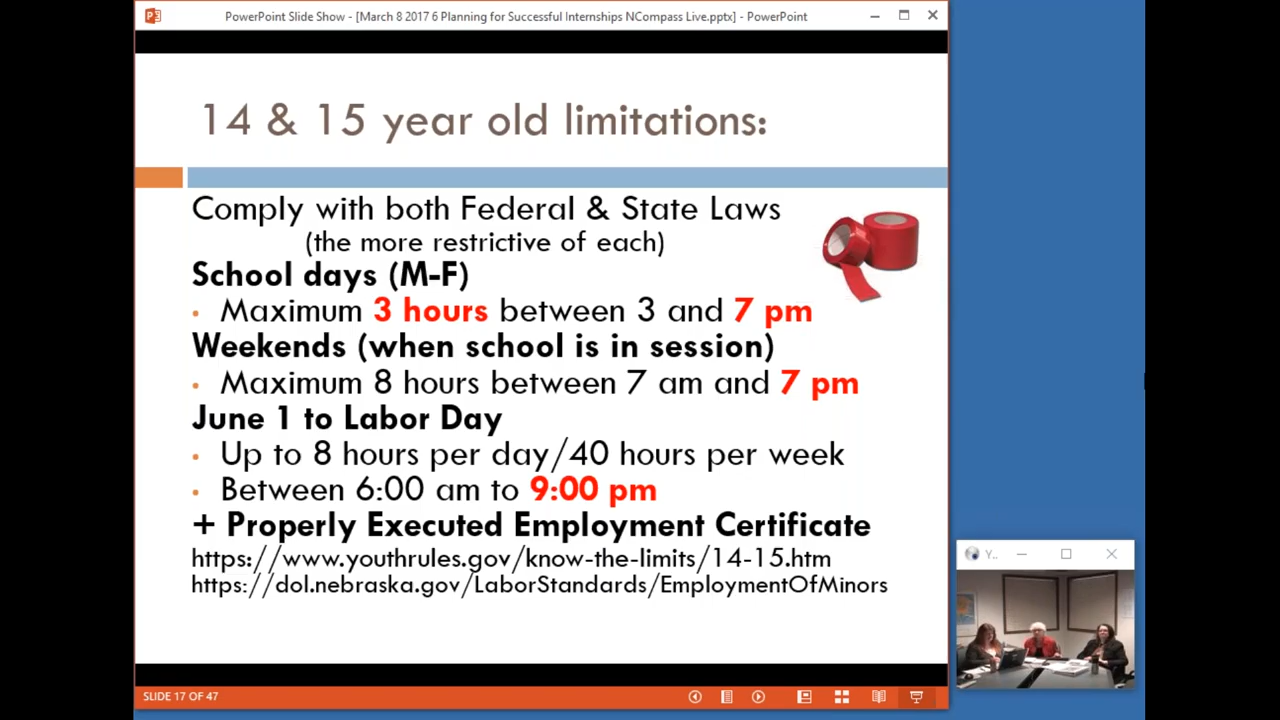 PowerPoint Slide Show - [March 8 2017 6 Planning for Successful Internships NCompass Live.pptx] - PowerPoint
14 & 15 year old limitations:
Comply with both Federal & State Laws
(the more restrictive of each)
School days (M-F)
• Maximum 3 hours between 3 and 7 pm
Weekends (when school is in session)
• Maximum 8 hours between 7 am and 7 pm
June 1 to Labor Day
• Up to 8 hours per day/40 hours per week
• Between 6:00 am to 9:00 pm
+ Properly Executed Employment Certificate
https://www.youthrules.gov/know-the-limits/14-15.htm
https://dol.nebraska.gov/LaborStandards/EmploymentOfMinors
Y..
SLIDE 17 OF 47